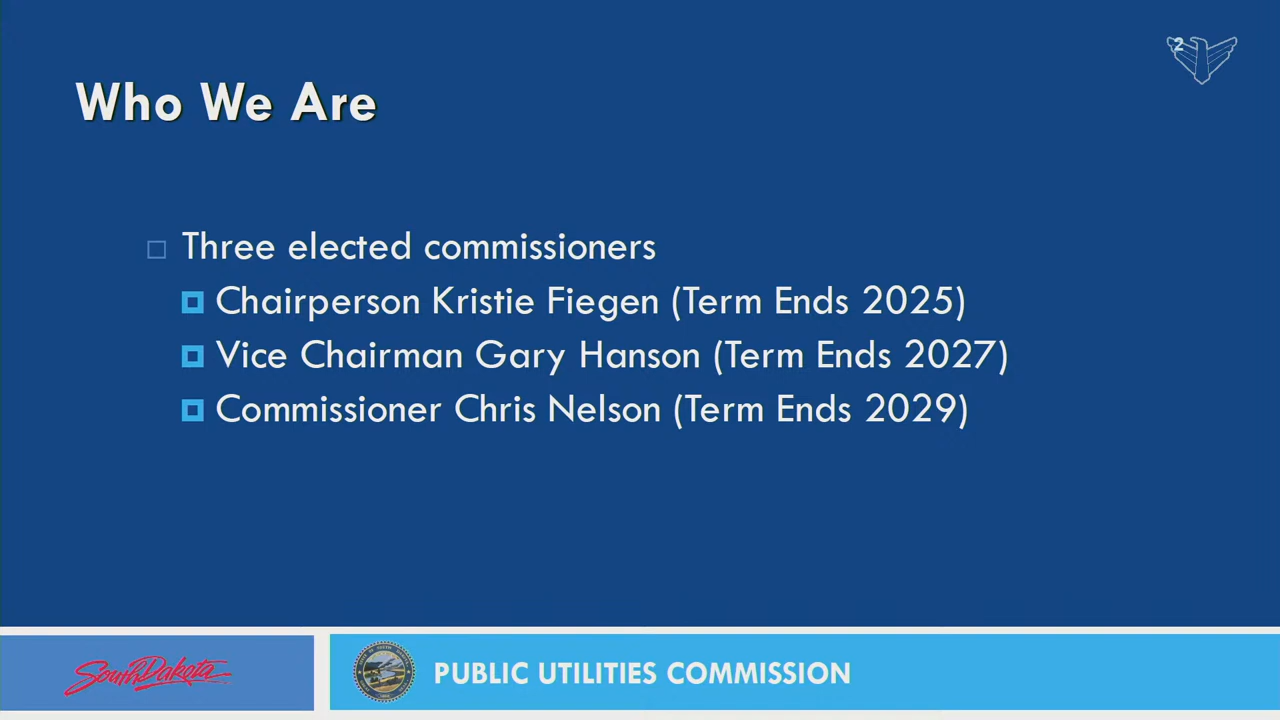 2
Who We Are
Three elected commissioners
Chairperson Kristie Fiegen (Term Ends 2025)
Vice Chairman Gary Hanson (Term Ends 2027)
Commissioner Chris Nelson (Term Ends 2029)
South Dakota
PUBLIC UTILITIES COMMISSION